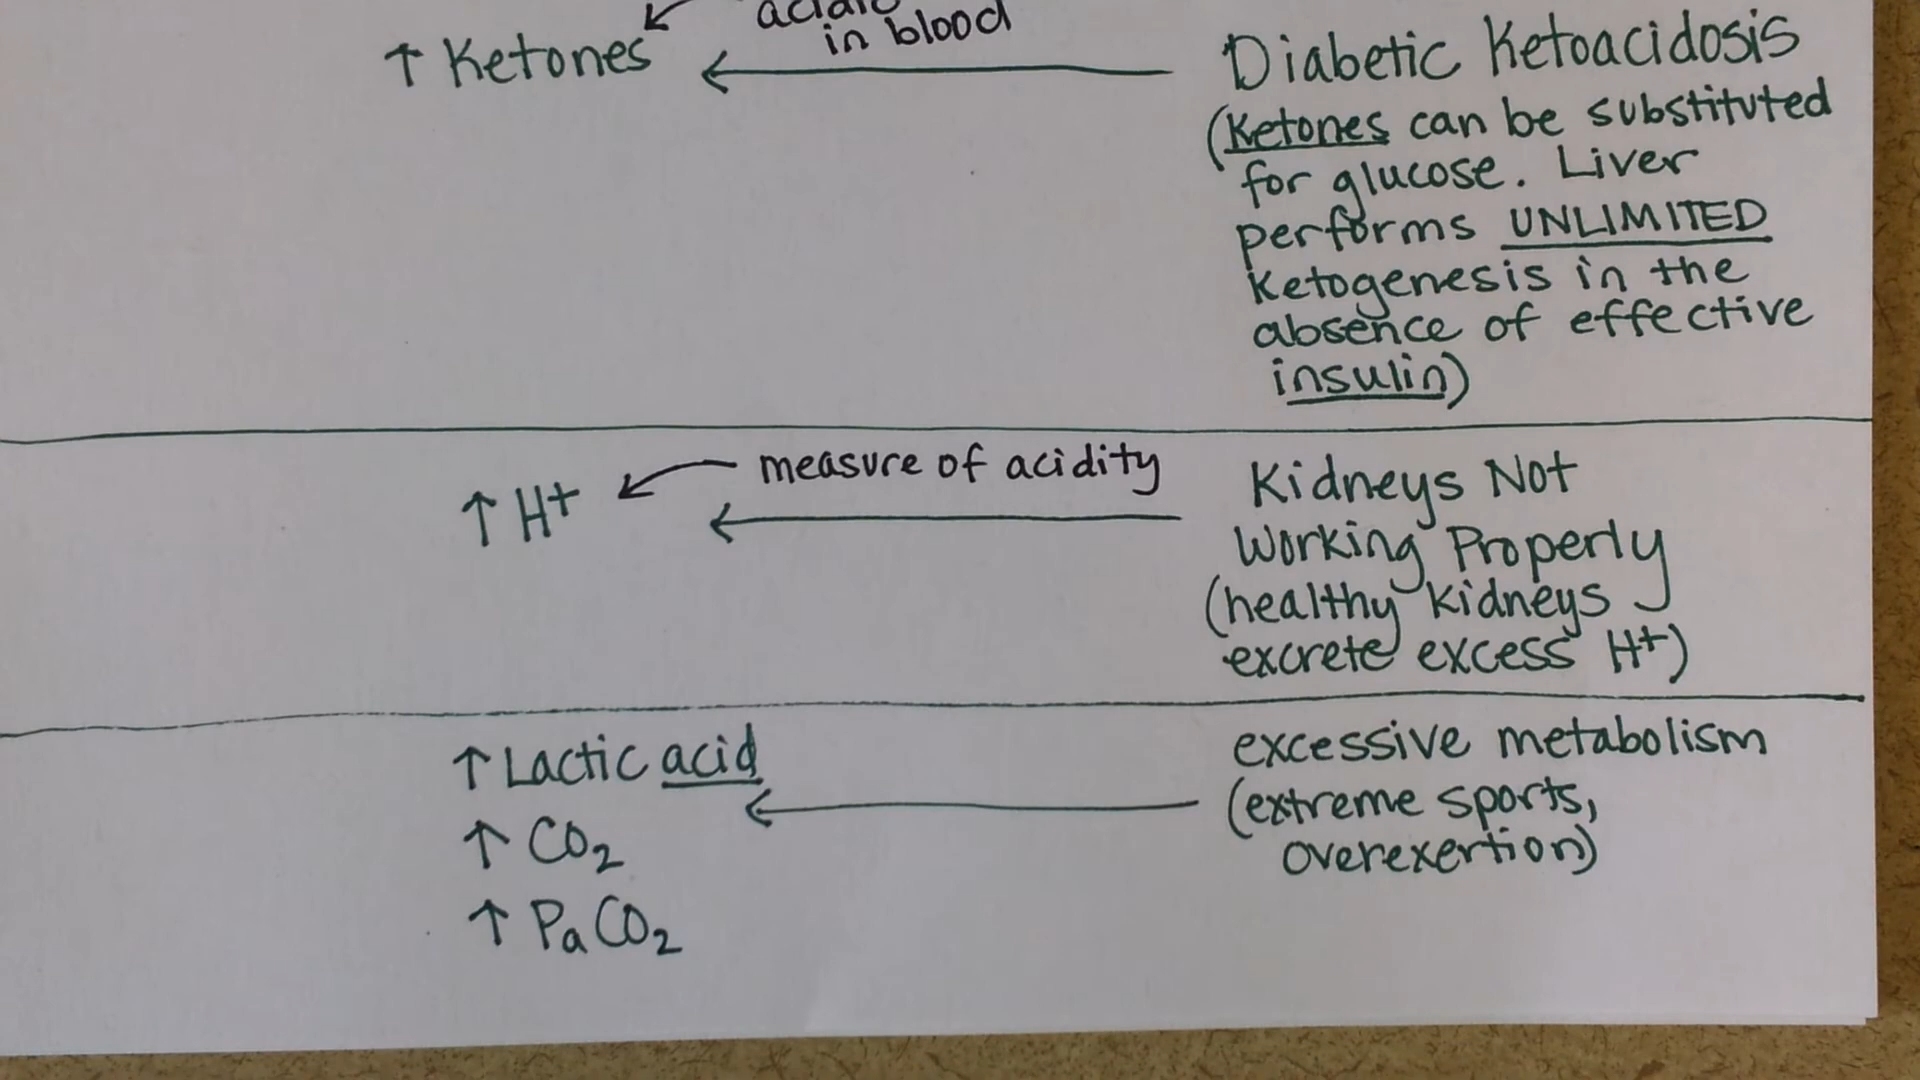 acidic
in blood
↑ Ketones
Diabetic Ketoacidosis
(Ketones can be substituted
for glucose. Liver
performs UNLIMITED
Ketogenesis in the
absence of effective
insulin)
↑ H+
measure of acidity
Kidneys Not
Working Properly
(healthy kidneys
excrete excess H+)
↑ Lactic acid
↑ CO2
↑ PaCO2
excessive metabolism
(extreme sports,
overexertion)